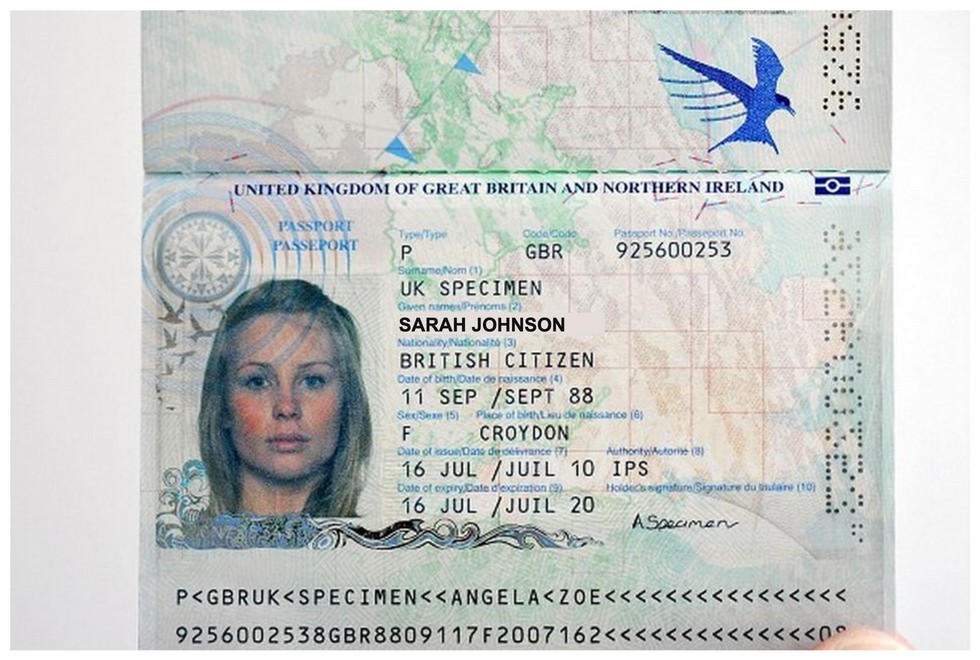 UNITED KINGDOM OF GREAT BRITAIN AND NORTHERN IRELAND
PASSPORT
PASSEPORT
Type/Type Code/Code Passport No./Passeport No.
P GBR 925600253
Surname/Nom (1)
UK SPECIMEN
Given names/Prénoms (2)
SARAH JOHNSON
Nationality/Nationalité (3)
BRITISH CITIZEN
Date of birth/Date de naissance (4)
11 SEP /SEPT 88
Sex/Sexe (5) Place of birth/Lieu de naissance (6)
F CROYDON
Date of issue/Date de délivrance (7) Authority/Autorité (8)
16 JUL /JUIL 10 IPS
Date of expiry/Date d'expiration (9) Holder's signature/Signature du titulaire (10)
16 JUL /JUIL 20
ASpecimen
P<GBRUK<SPECIMEN<<ANGELA<ZOE<<<<<<<<<<<<<<<<
9256002538GBR8809117F2007162<<<<<<<<<<<<<<